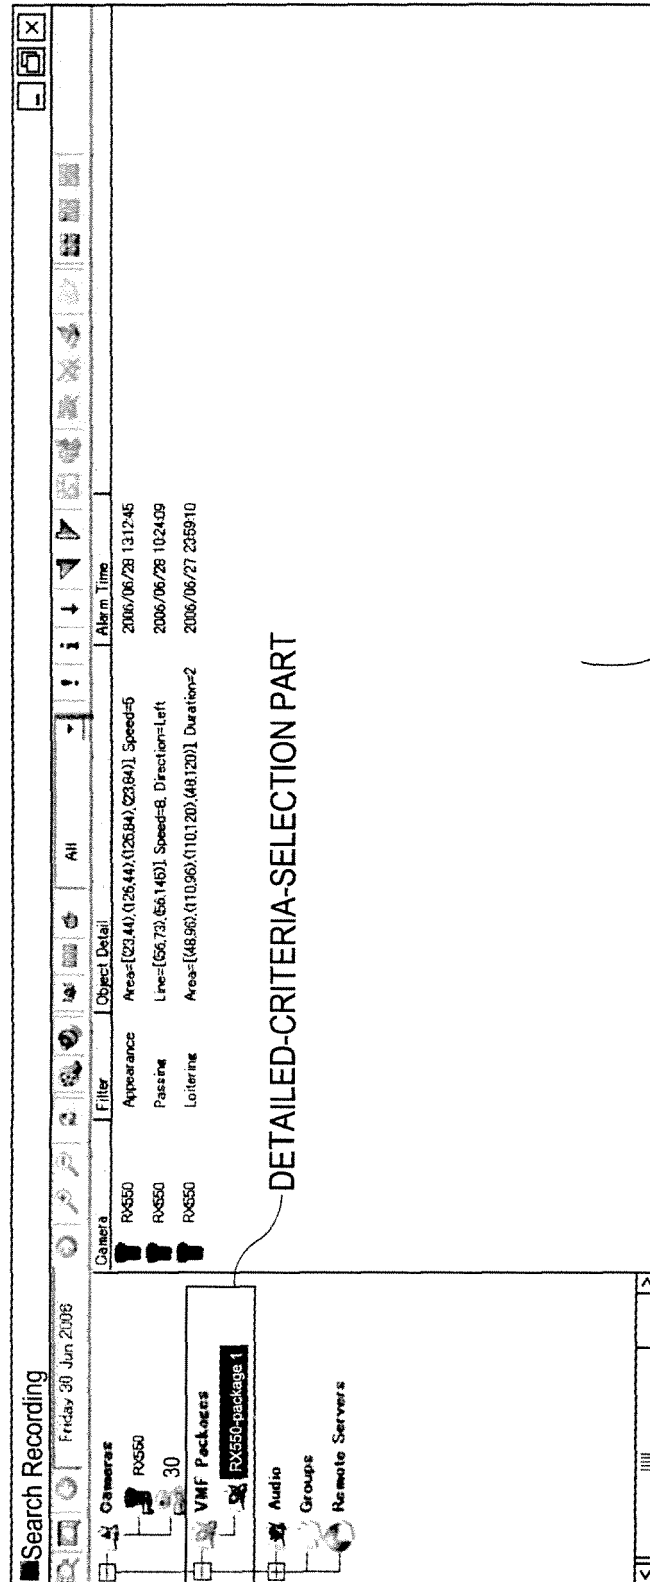 Search Recording
Friday 30 Jun 2006
All
! i
Cameras
RX550
30
VMF Packages
RX550-package 1
Audio
Groups
Remote Servers
Camera Filter Object Detail Alarm Time
RX550 Appearance Area=[(23,44),(126,44),(126,84),(23,84)] Speed=5 2006/06/28 13:12:45
RX550 Passing Line=[(56,73),(56,145)], Speed=8, Direction=Left 2006/06/28 10:24:09
RX550 Loitering Area=[(48,96),(110,96),(110,120),(48,120)] Duration=2 2006/06/27 23:59:10
DETAILED-CRITERIA-SELECTION PART